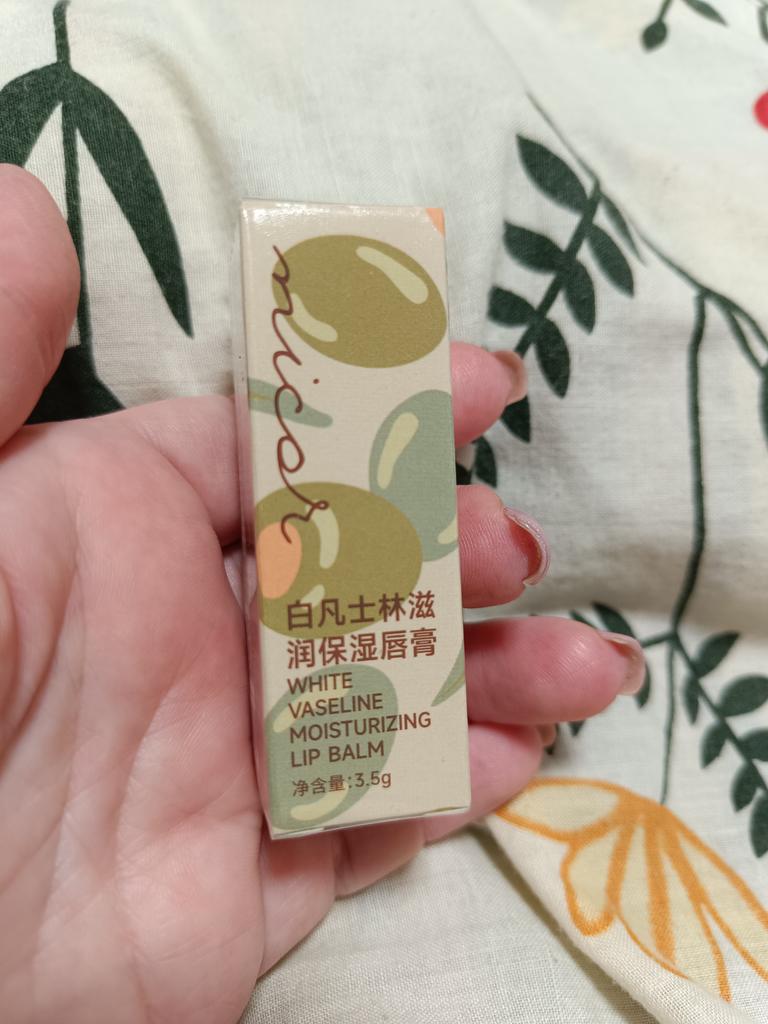 micor
白凡士林滋
润保湿唇膏
WHITE
VASELINE
MOISTURIZING
LIP BALM
净含量:3.5g